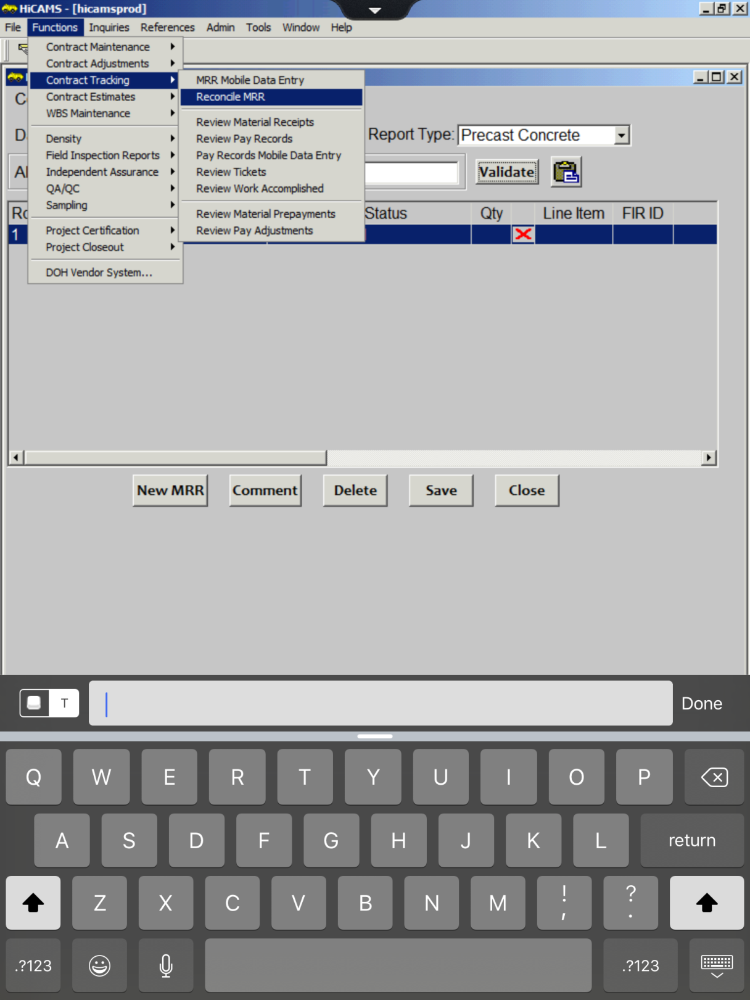 HiCAMS - [hicamsprod]
File Functions Inquiries References Admin Tools Window Help
Contract Maintenance
Contract Adjustments
Contract Tracking
Contract Estimates
WBS Maintenance
Density
Field Inspection Reports
Independent Assurance
QA/QC
Sampling
Project Certification
Project Closeout
DOH Vendor System...
MRR Mobile Data Entry
Reconcile MRR
Review Material Receipts
Review Pay Records
Pay Records Mobile Data Entry
Review Tickets
Review Work Accomplished
Review Material Prepayments
Review Pay Adjustments
Report Type: Precast Concrete
Validate
Status Qty Line Item FIR ID
1
New MRR Comment Delete Save Close
T Done
Q W E R T Y U I O P
A S D F G H J K L return
Z X C V B N M ! , ? .
.?123 .?123